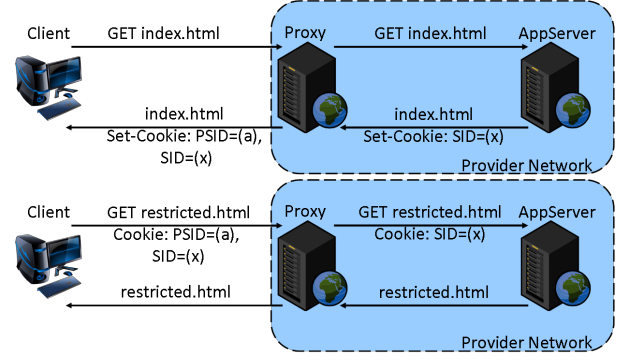 Client
GET index.html
Proxy
GET index.html
AppServer
index.html
Set-Cookie: PSID=(a),
SID=(x)
index.html
Set-Cookie: SID=(x)
Provider Network
Client
GET restricted.html
Cookie: PSID=(a),
SID=(x)
Proxy
GET restricted.html
Cookie: SID=(x)
AppServer
restricted.html
restricted.html
Provider Network